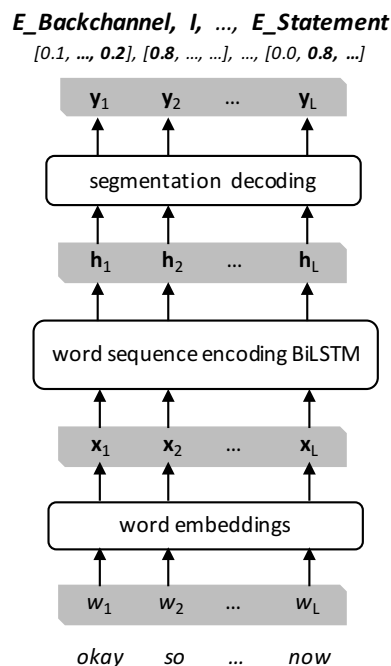 E_Backchannel, I, ..., E_Statement
[0.1, ..., 0.2], [0.8, ..., ...], ..., [0.0, 0.8, ...]
y1 y2 ... yL
segmentation decoding
h1 h2 ... hL
word sequence encoding BiLSTM
x1 x2 ... xL
word embeddings
w1 w2 ... wL
okay so ... now